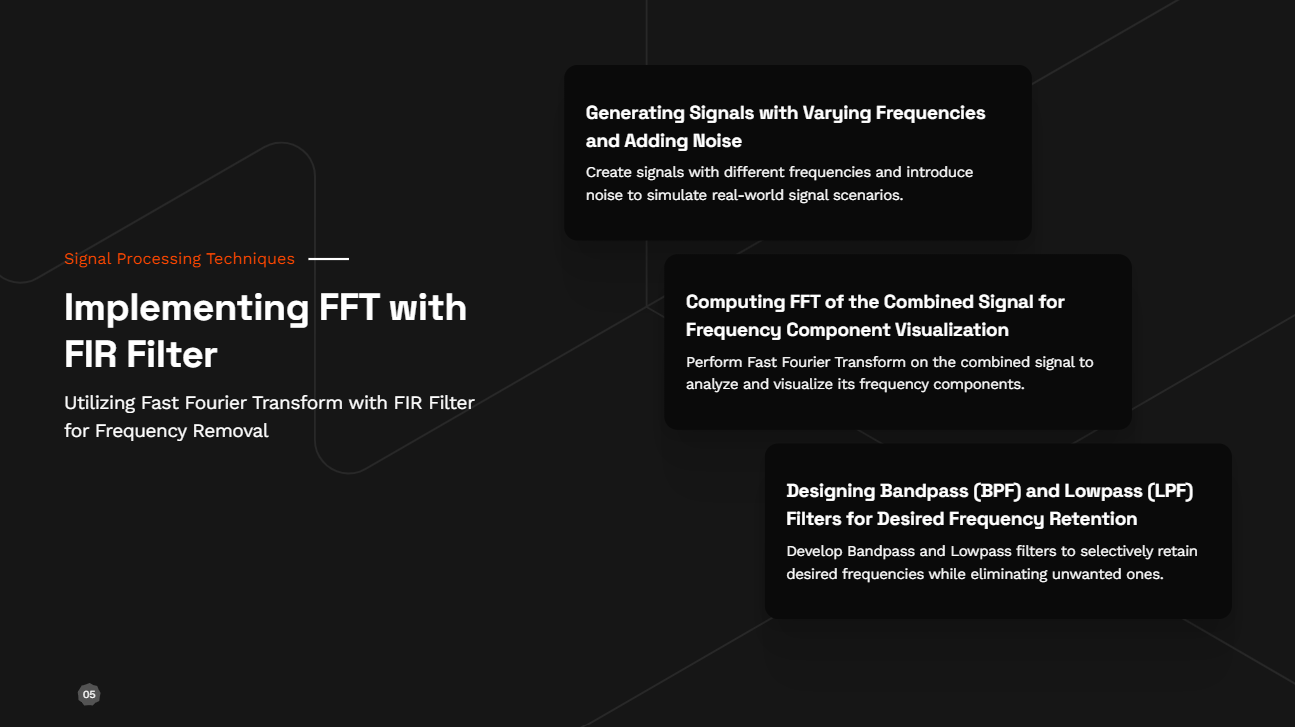 Signal Processing Techniques
Implementing FFT with
FIR Filter
Utilizing Fast Fourier Transform with FIR Filter
for Frequency Removal
Generating Signals with Varying Frequencies
and Adding Noise
Create signals with different frequencies and introduce
noise to simulate real-world signal scenarios.
Computing FFT of the Combined Signal for
Frequency Component Visualization
Perform Fast Fourier Transform on the combined signal to
analyze and visualize its frequency components.
Designing Bandpass (BPF) and Lowpass (LPF)
Filters for Desired Frequency Retention
Develop Bandpass and Lowpass filters to selectively retain
desired frequencies while eliminating unwanted ones.
05